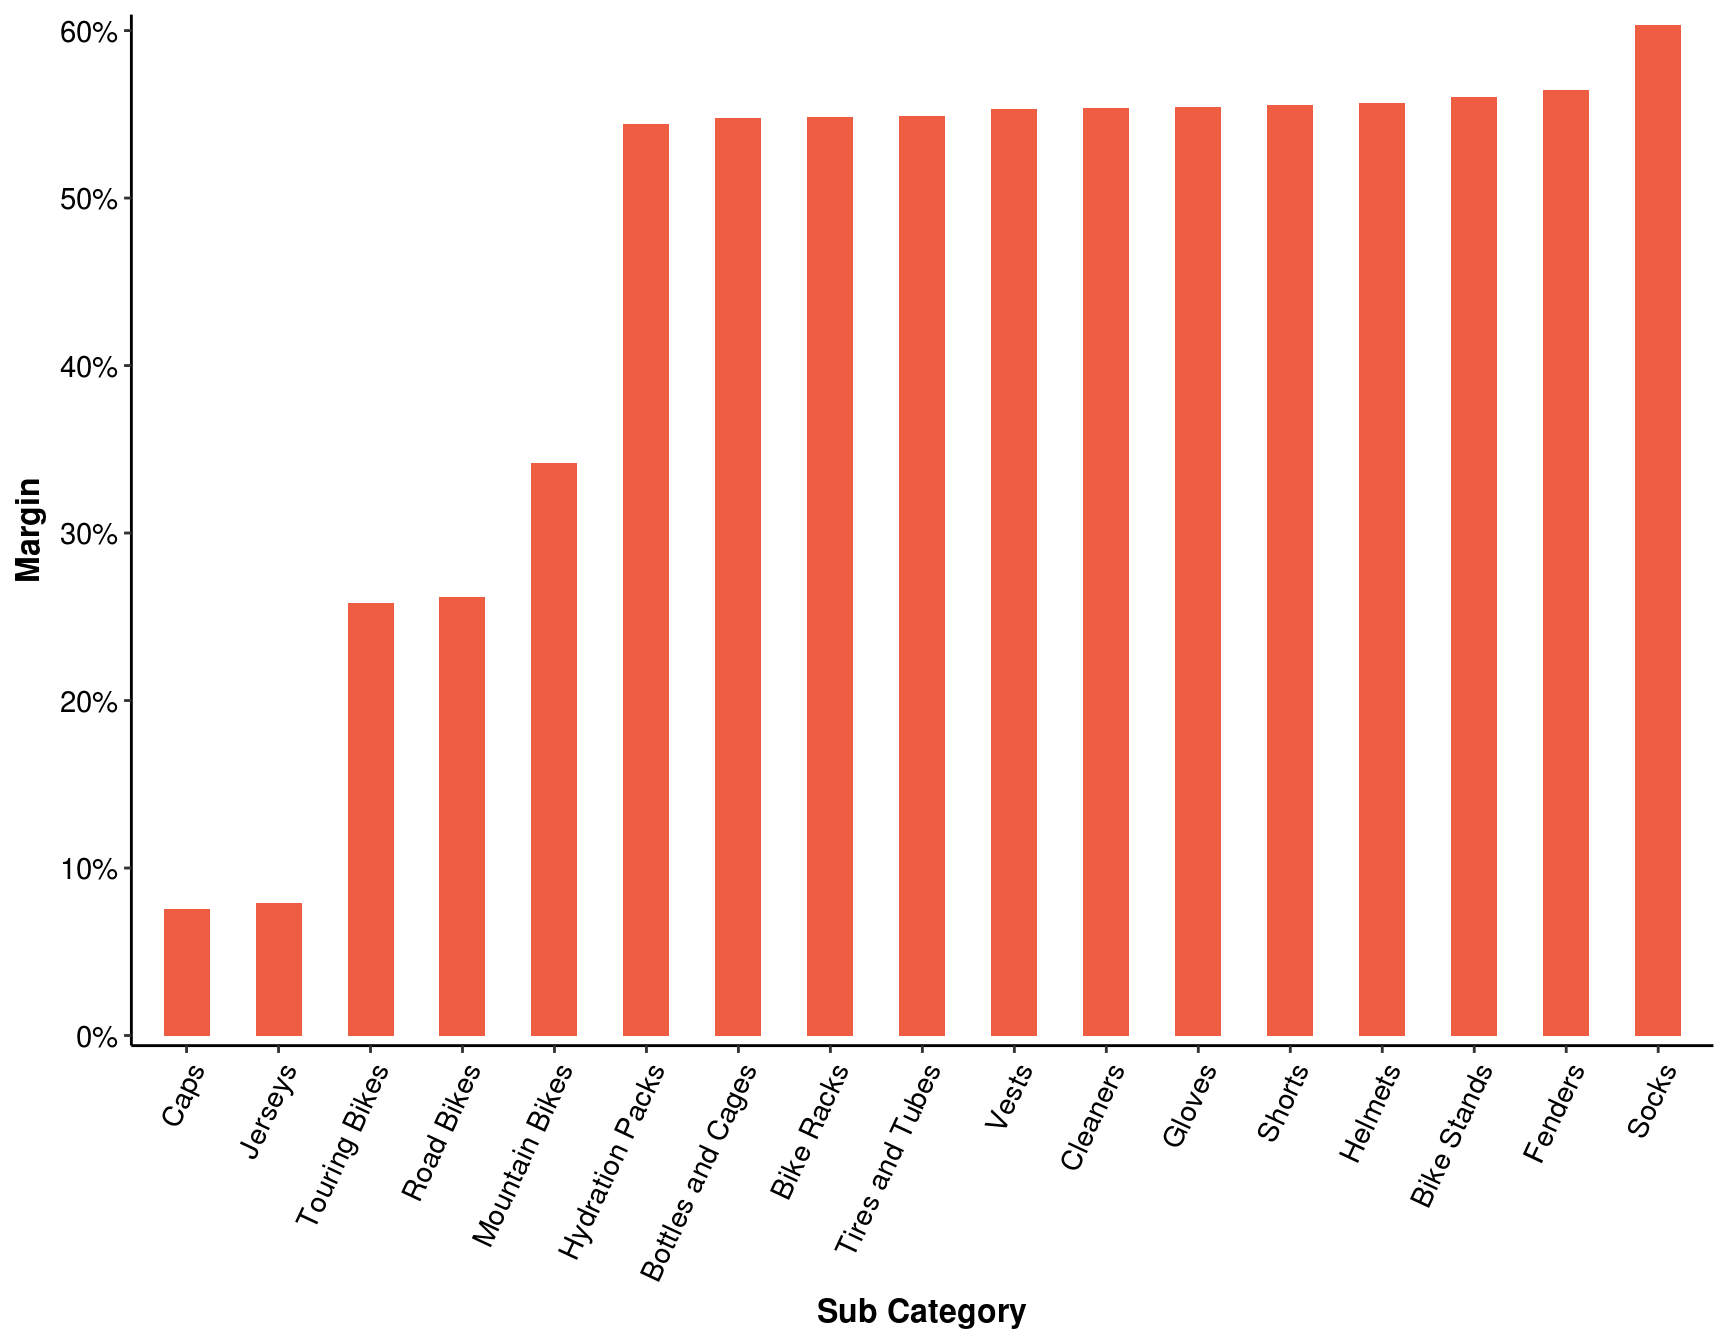 60%
50%
40%
30%
20%
10%
0%
Margin
Caps
Jerseys
Touring Bikes
Road Bikes
Mountain Bikes
Hydration Packs
Bottles and Cages
Bike Racks
Tires and Tubes
Vests
Cleaners
Gloves
Shorts
Helmets
Bike Stands
Fenders
Socks
Sub Category